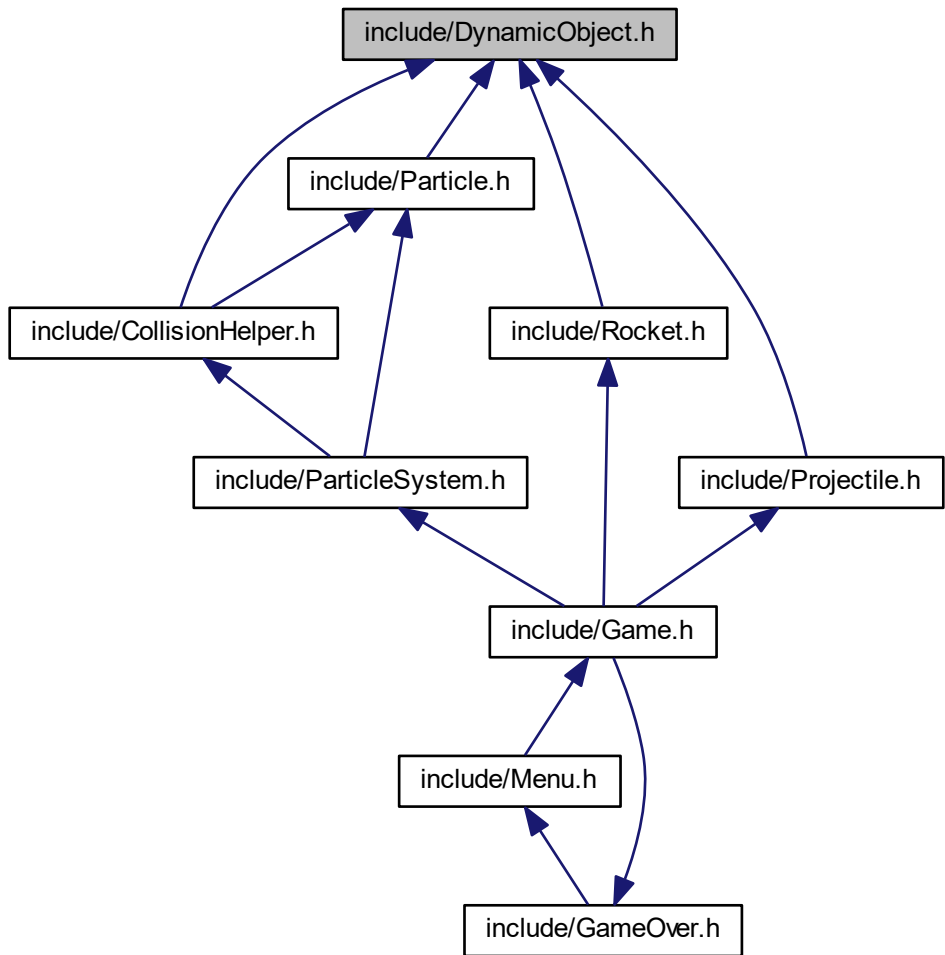 include/DynamicObject.h
include/Particle.h
include/CollisionHelper.h
include/Rocket.h
include/ParticleSystem.h
include/Projectile.h
include/Game.h
include/Menu.h
include/GameOver.h